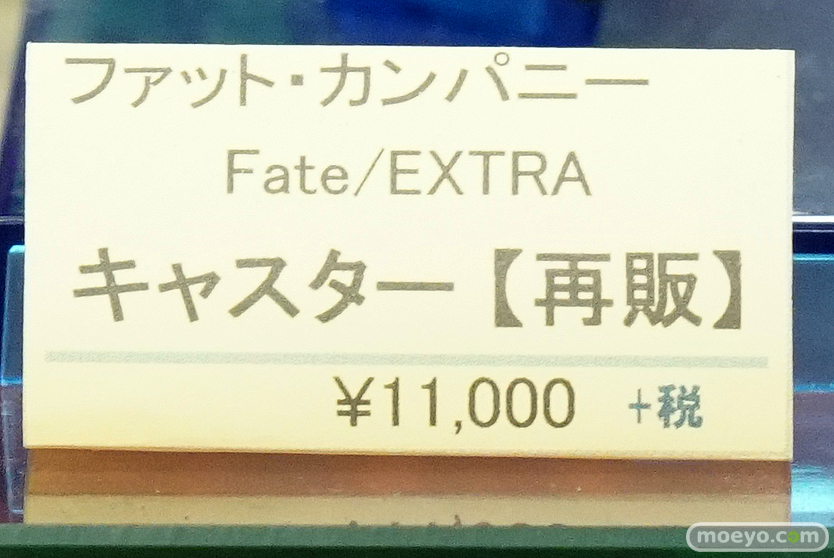 ファット・カンパニー
Fate/EXTRA
キャスター【再販】
¥11,000 +税
moeyo.com